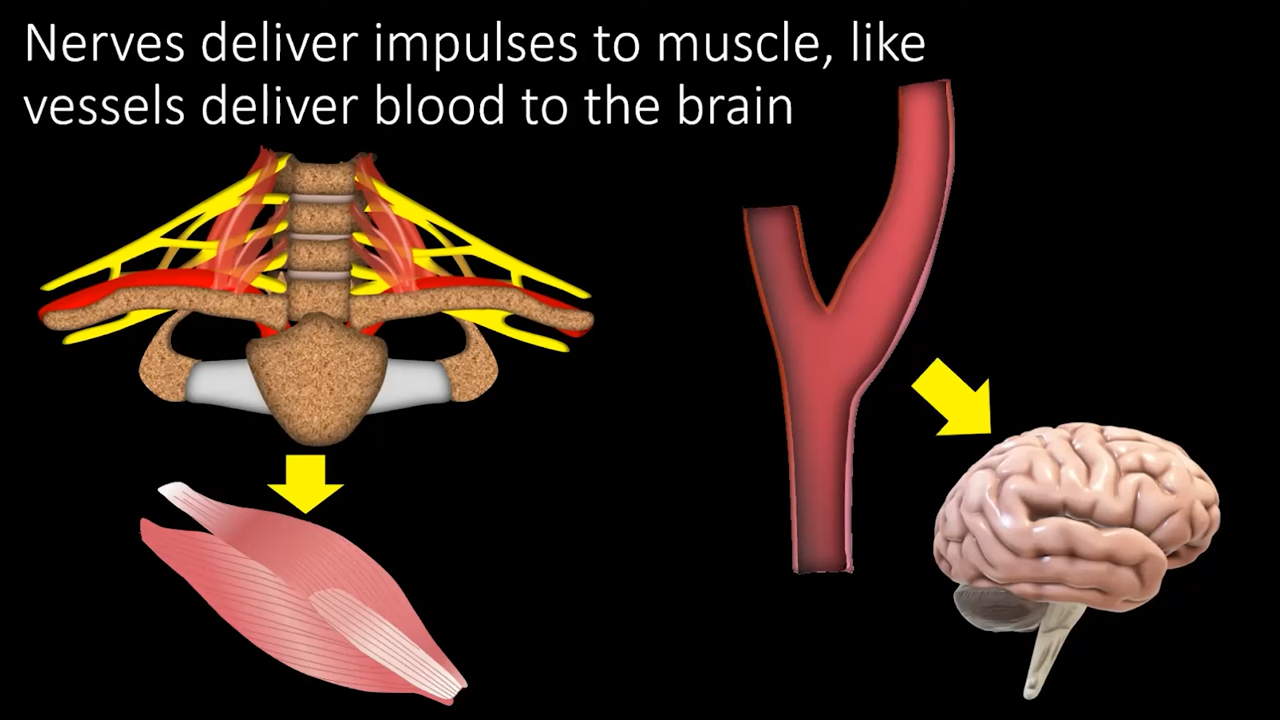 Nerves deliver impulses to muscle, like
vessels deliver blood to the brain